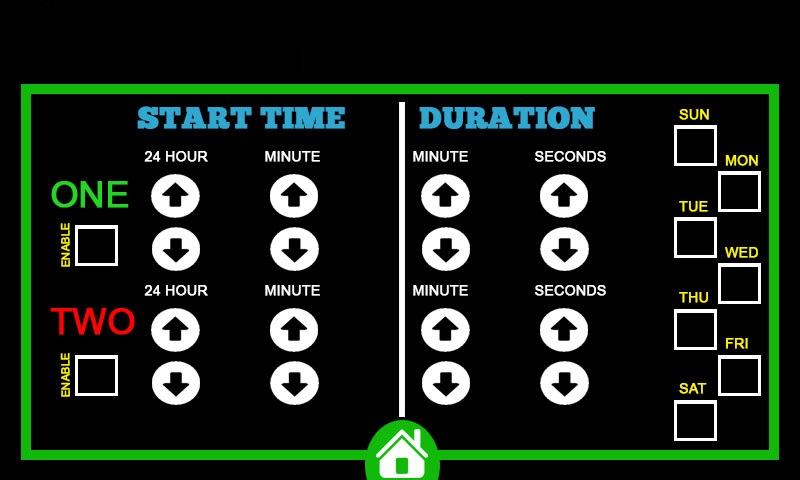 START TIME
DURATION
SUN
24 HOUR
MINUTE
MINUTE
SECONDS
MON
ONE
TUE
ENABLE
WED
24 HOUR
MINUTE
MINUTE
SECONDS
THU
TWO
FRI
ENABLE
SAT